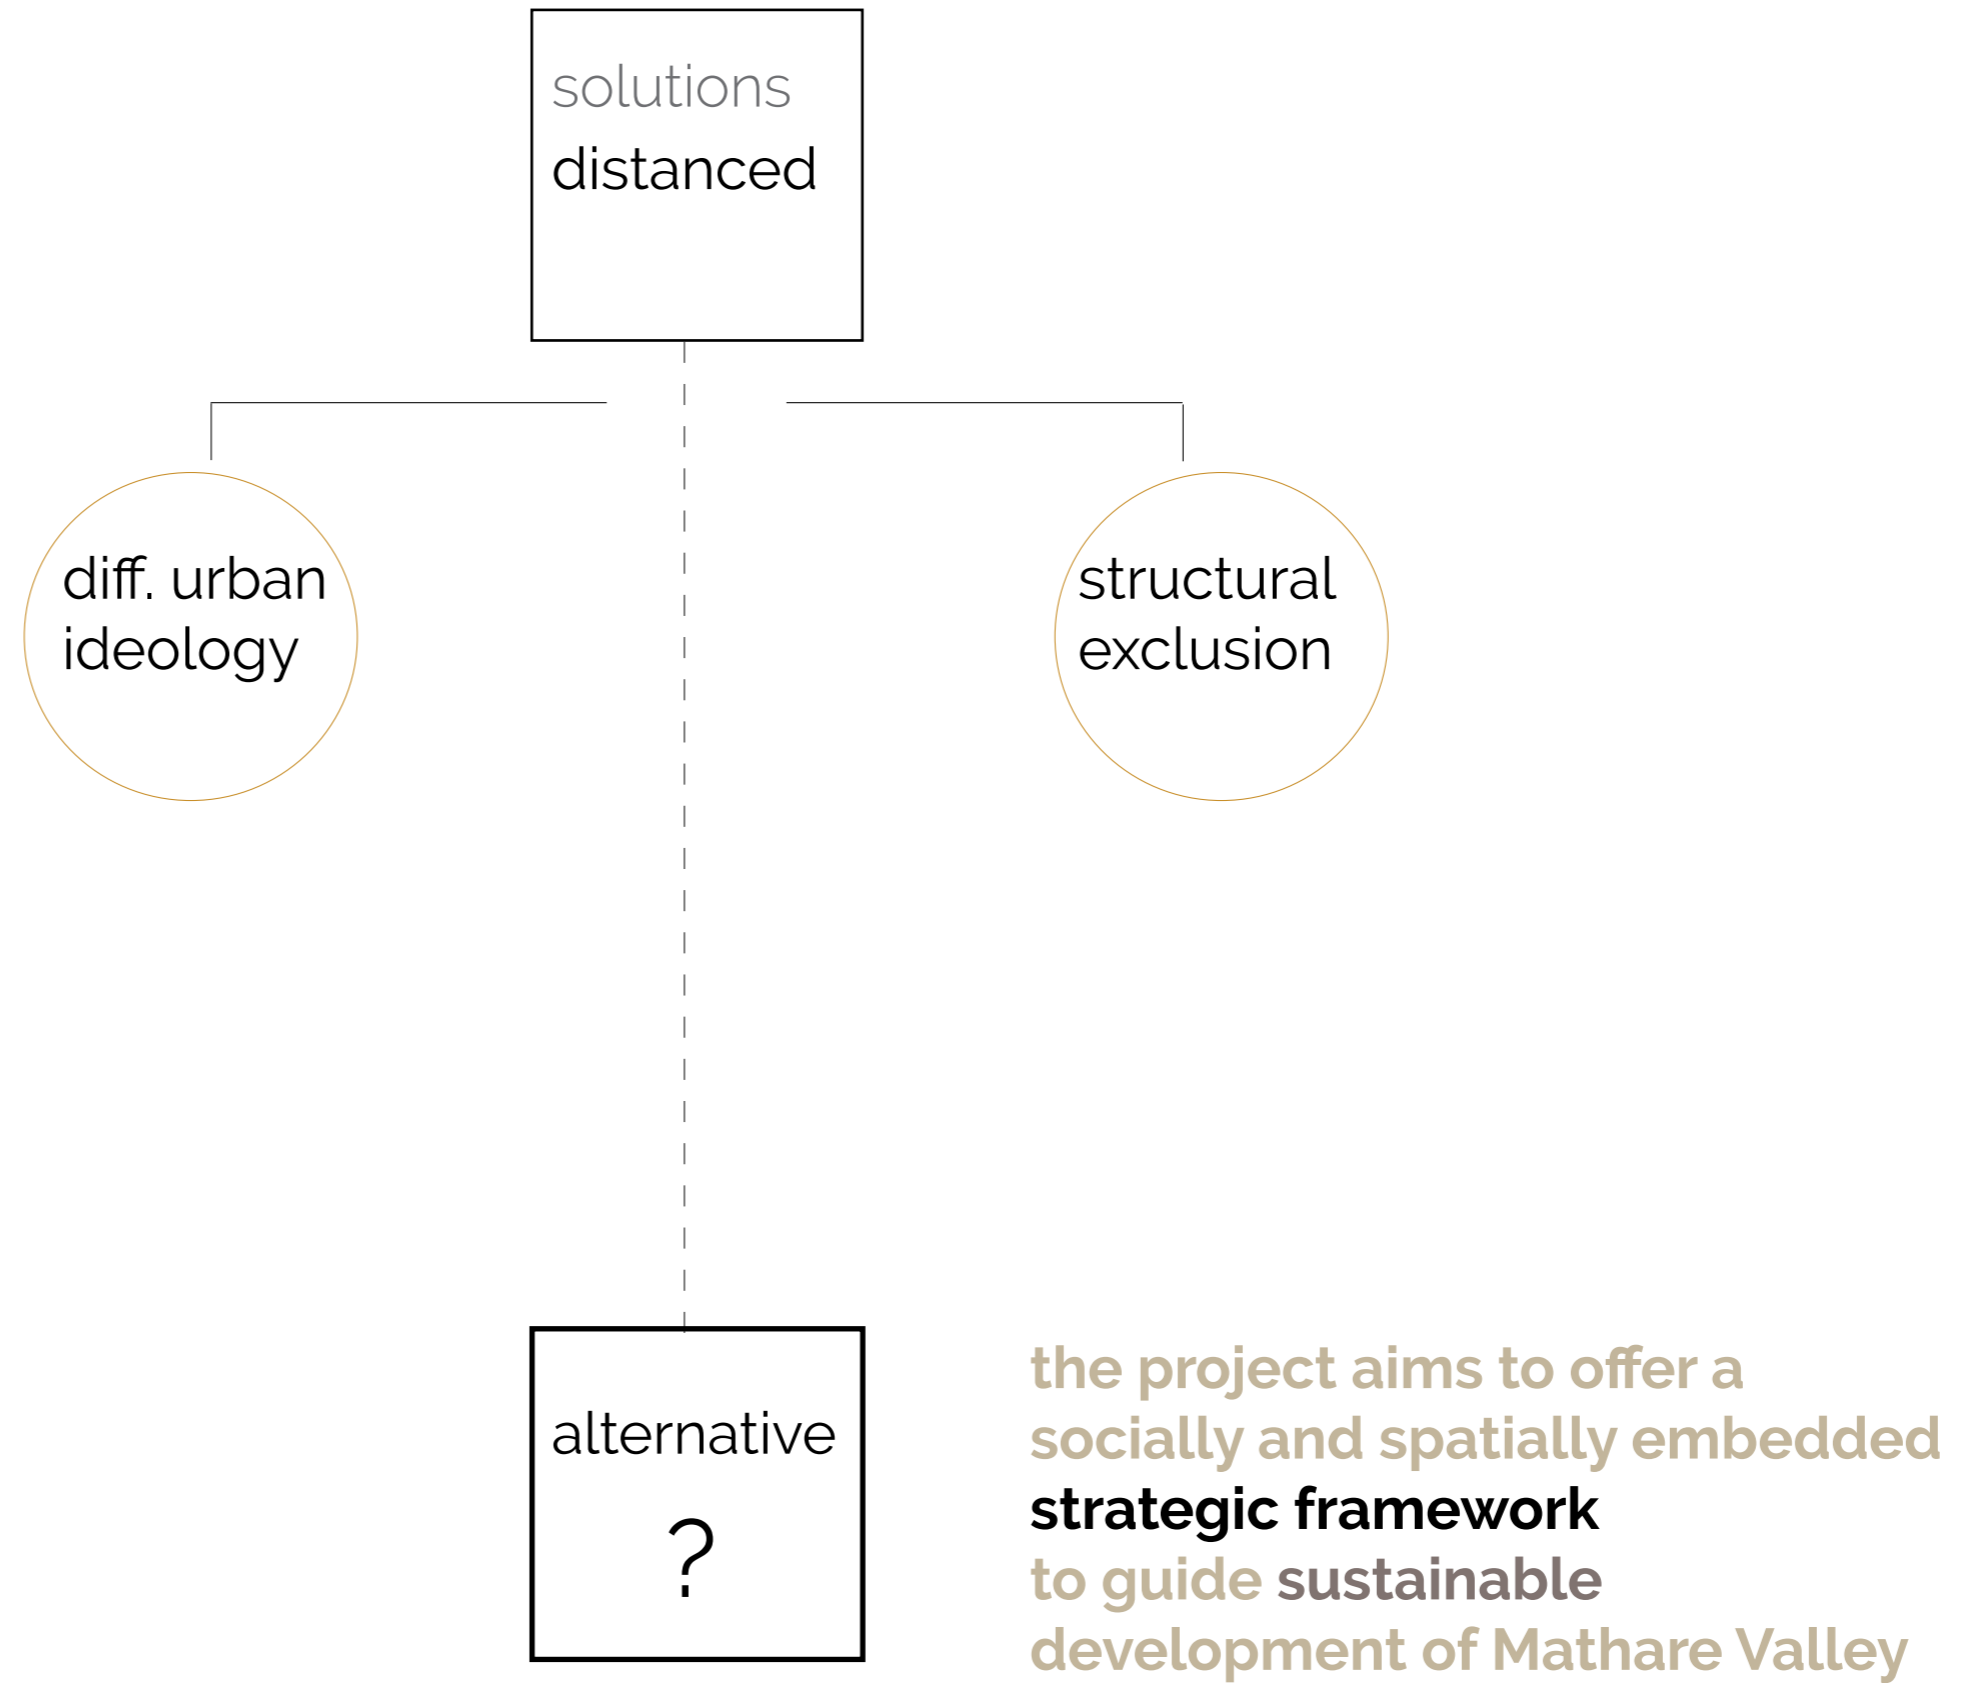 solutions
distanced
diff. urban
ideology
structural
exclusion
alternative
?
the project aims to offer a
socially and spatially embedded
strategic framework
to guide sustainable
development of Mathare Valley